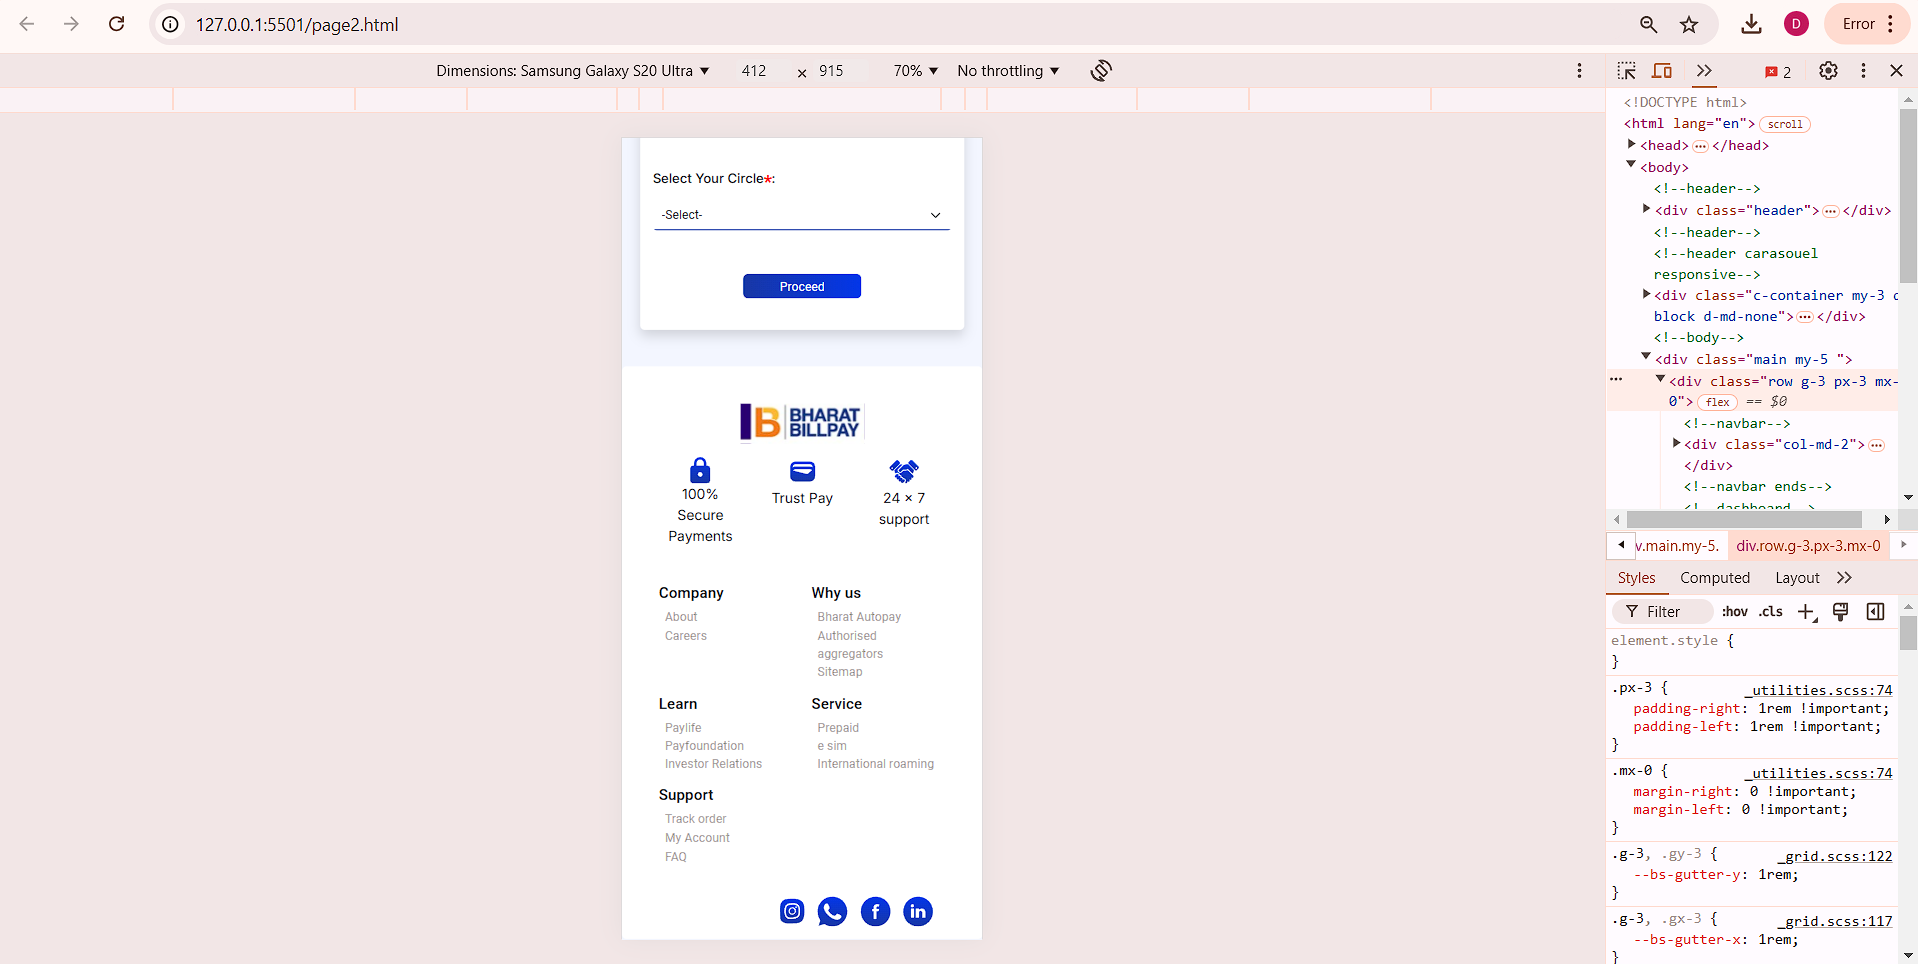 127.0.0.1:5501/page2.html
D
Error
Dimensions: Samsung Galaxy S20 Ultra
412
×
915
70%
No throttling
2
Select Your Circle*:
-Select-
Proceed
BHARAT
BILLPAY
100%
Secure
Payments
Trust Pay
24 × 7
support
Company
About
Careers
Why us
Bharat Autopay
Authorised
aggregators
Sitemap
Learn
Paylife
Payfoundation
Investor Relations
Service
Prepaid
e sim
International roaming
Support
Track order
My Account
FAQ
<!DOCTYPE html>
<html lang="en"> scroll
<head> ... </head>
<body>
<!--header-->
<div class="header"> ... </div>
<!--header-->
<!--header carasouel
responsive-->
<div class="c-container my-3 d
block d-md-none"> ... </div>
<!--body-->
<div class="main my-5 ">
... <div class="row g-3 px-3 mx-
0"> flex == $0
<!--navbar-->
<div class="col-md-2"> ...
</div>
<!--navbar ends-->
<!--dashboard-->
v.main.my-5. div.row.g-3.px-3.mx-0
Styles Computed Layout
Filter :hov .cls
element.style {
}
.px-3 { _utilities.scss:74
padding-right: 1rem !important;
padding-left: 1rem !important;
}
.mx-0 { _utilities.scss:74
margin-right: 0 !important;
margin-left: 0 !important;
}
.g-3, .gy-3 { _grid.scss:122
--bs-gutter-y: 1rem;
}
.g-3, .gx-3 { _grid.scss:117
--bs-gutter-x: 1rem;
}